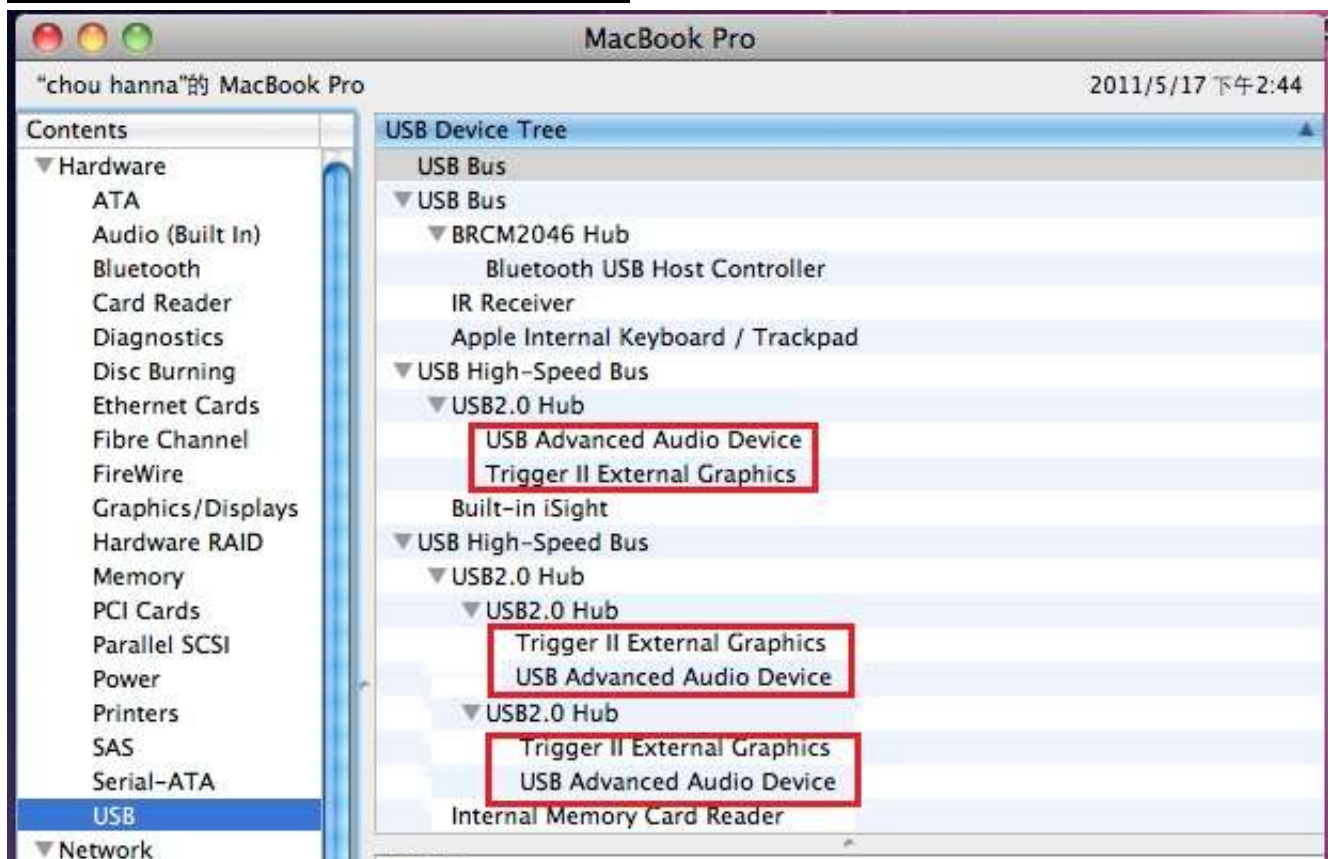 MacBook Pro
“chou hanna”的 MacBook Pro
2011/5/17 下午2:44
Contents
Hardware
ATA
Audio (Built In)
Bluetooth
Card Reader
Diagnostics
Disc Burning
Ethernet Cards
Fibre Channel
FireWire
Graphics/Displays
Hardware RAID
Memory
PCI Cards
Parallel SCSI
Power
Printers
SAS
Serial-ATA
USB
Network
USB Device Tree
USB Bus
USB Bus
BRCM2046 Hub
Bluetooth USB Host Controller
IR Receiver
Apple Internal Keyboard / Trackpad
USB High-Speed Bus
USB2.0 Hub
USB Advanced Audio Device
Trigger II External Graphics
Built-in iSight
USB High-Speed Bus
USB2.0 Hub
USB2.0 Hub
Trigger II External Graphics
USB Advanced Audio Device
USB2.0 Hub
Trigger II External Graphics
USB Advanced Audio Device
Internal Memory Card Reader